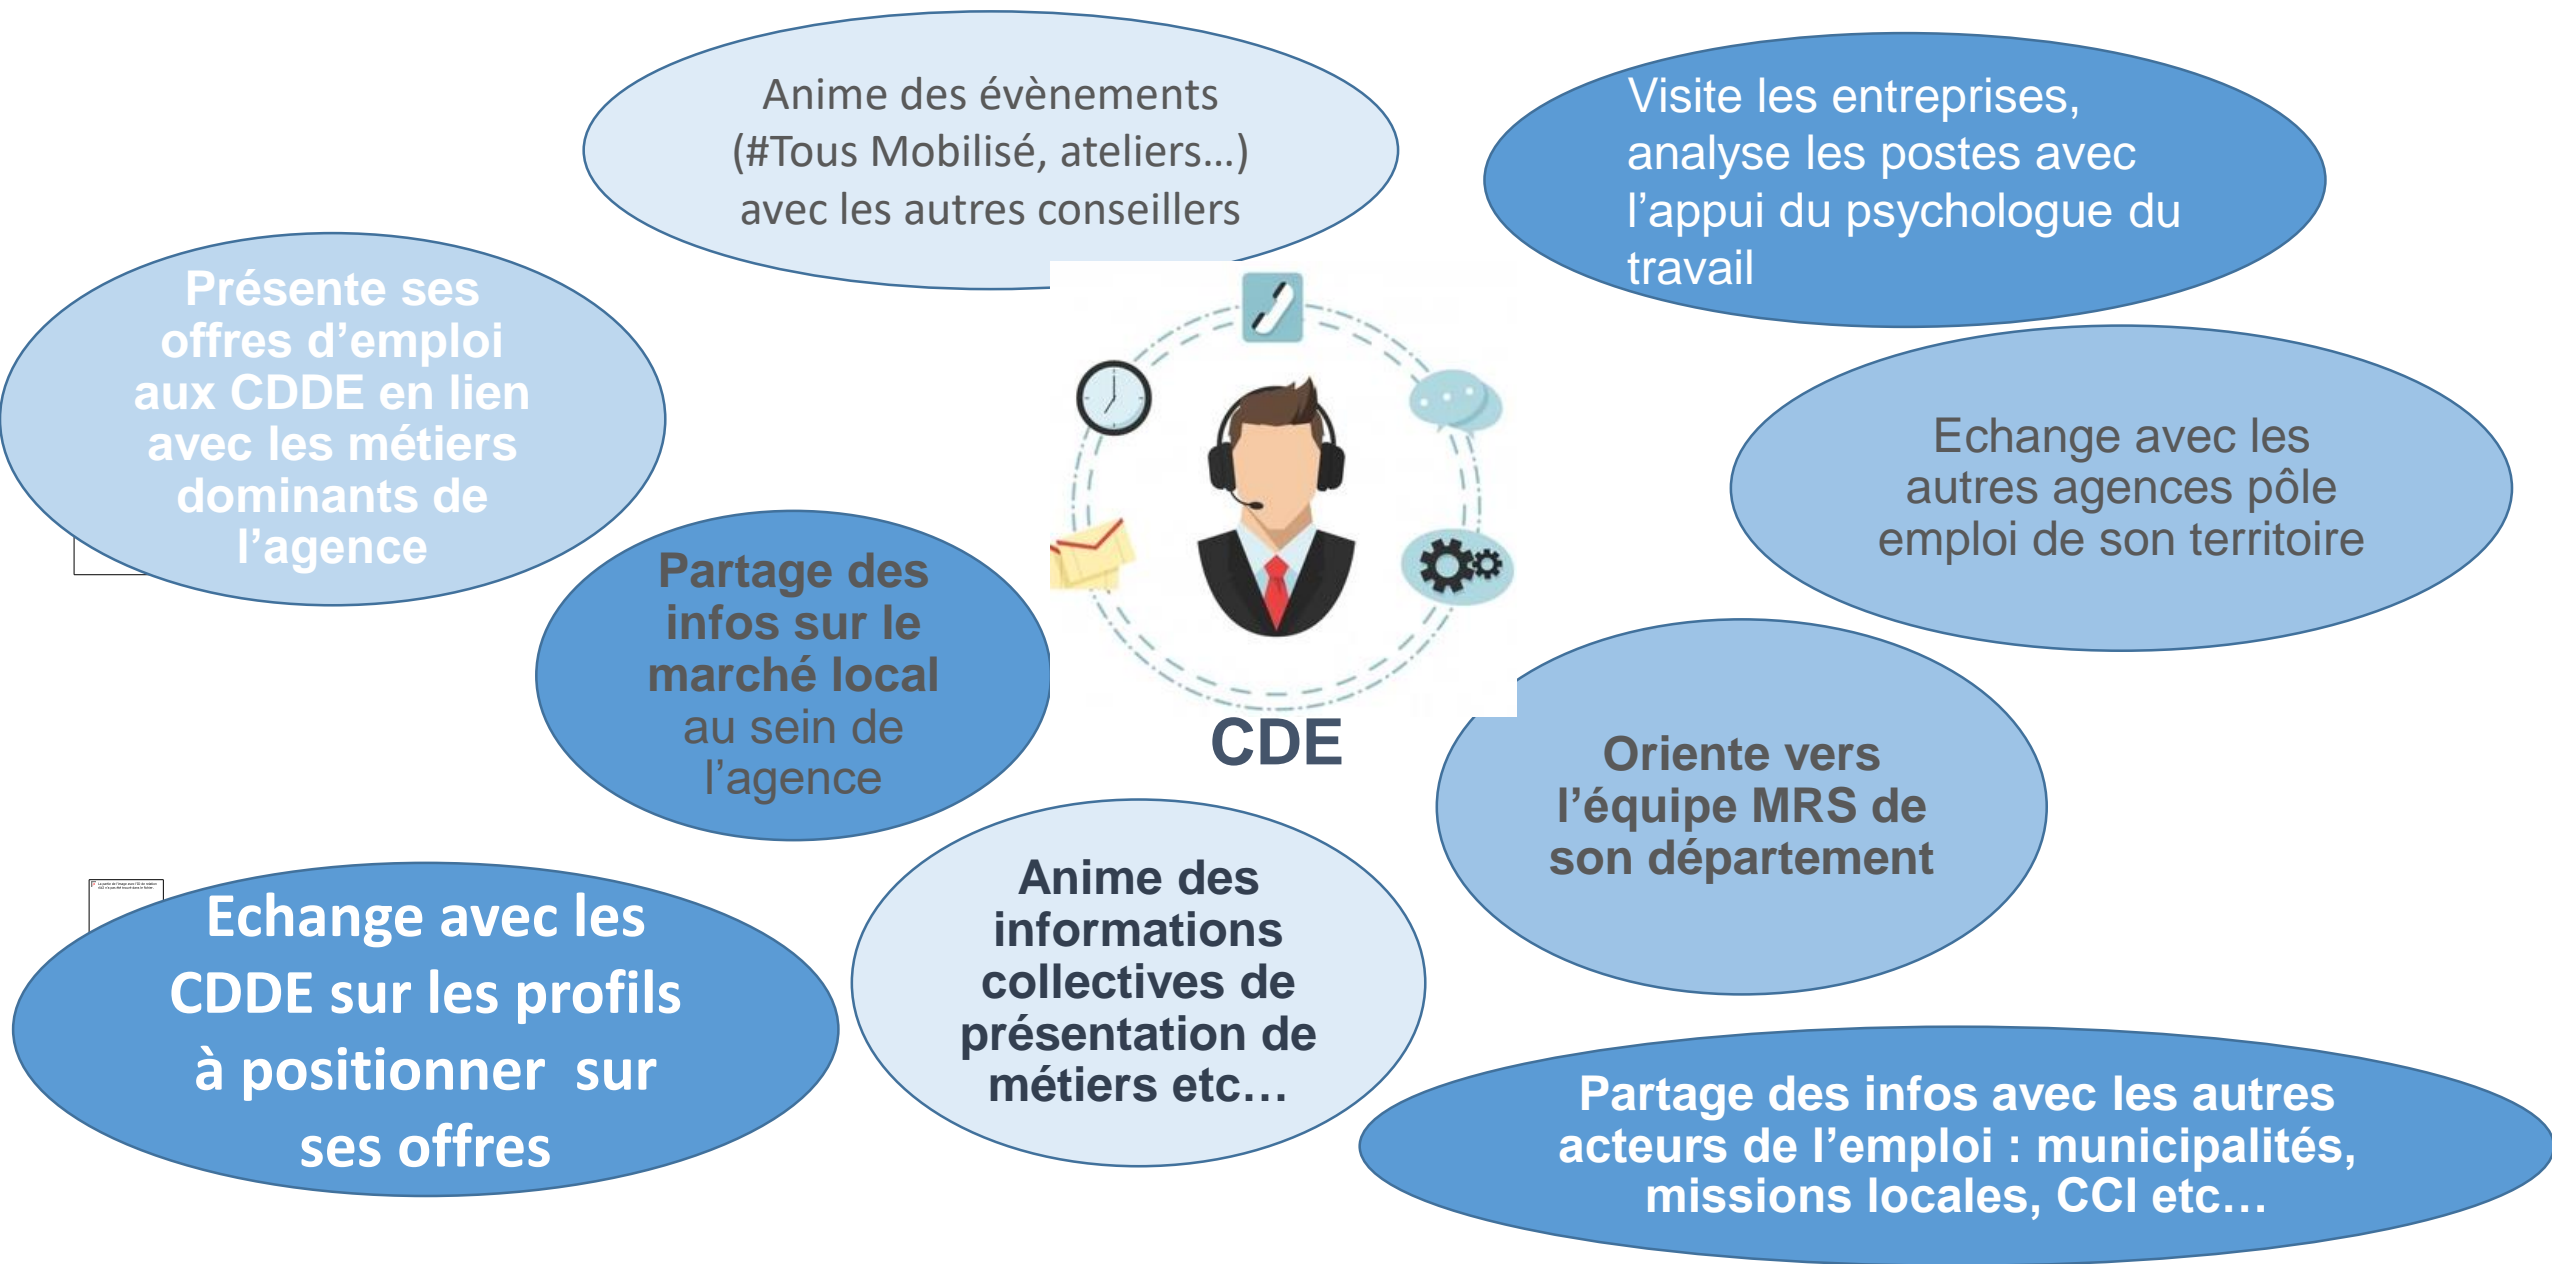 Anime des évènements
(#Tous Mobilisé, ateliers…)
avec les autres conseillers
Visite les entreprises,
analyse les postes avec
l’appui du psychologue du
travail
Présente ses
offres d’emploi
aux CDDE en lien
avec les métiers
dominants de
l’agence
Echange avec les
autres agences pôle
emploi de son territoire
Partage des
infos sur le
marché local
au sein de
l’agence
CDE
Oriente vers
l’équipe MRS de
son département
Anime des
informations
collectives de
présentation de
métiers etc…
Echange avec les
CDDE sur les profils
à positionner  sur
ses offres
Partage des infos avec les autres
acteurs de l’emploi : municipalités,
missions locales, CCI etc…